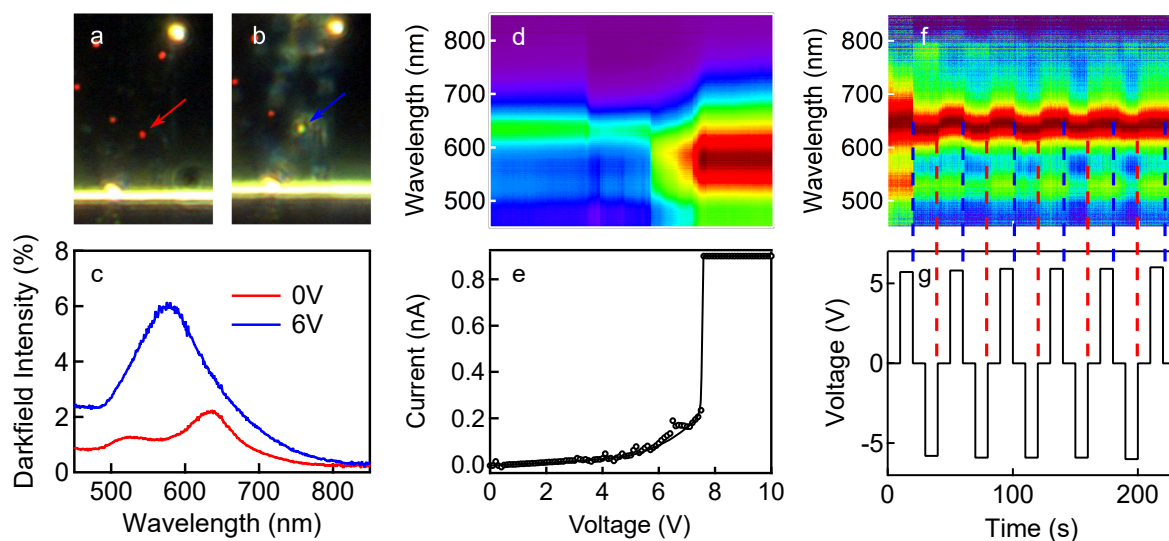 a
b
c
Darkfield Intensity (%)
8
6
4
2
0
0V
6V
500
600
700
800
Wavelength (nm)
d
Wavelength (nm)
800
700
600
500
e
Current (nA)
0.8
0.6
0.4
0.2
0.0
0
2
4
6
8
10
Voltage (V)
f
Wavelength (nm)
800
700
600
500
g
Voltage (V)
5
0
-5
0
100
200
Time (s)